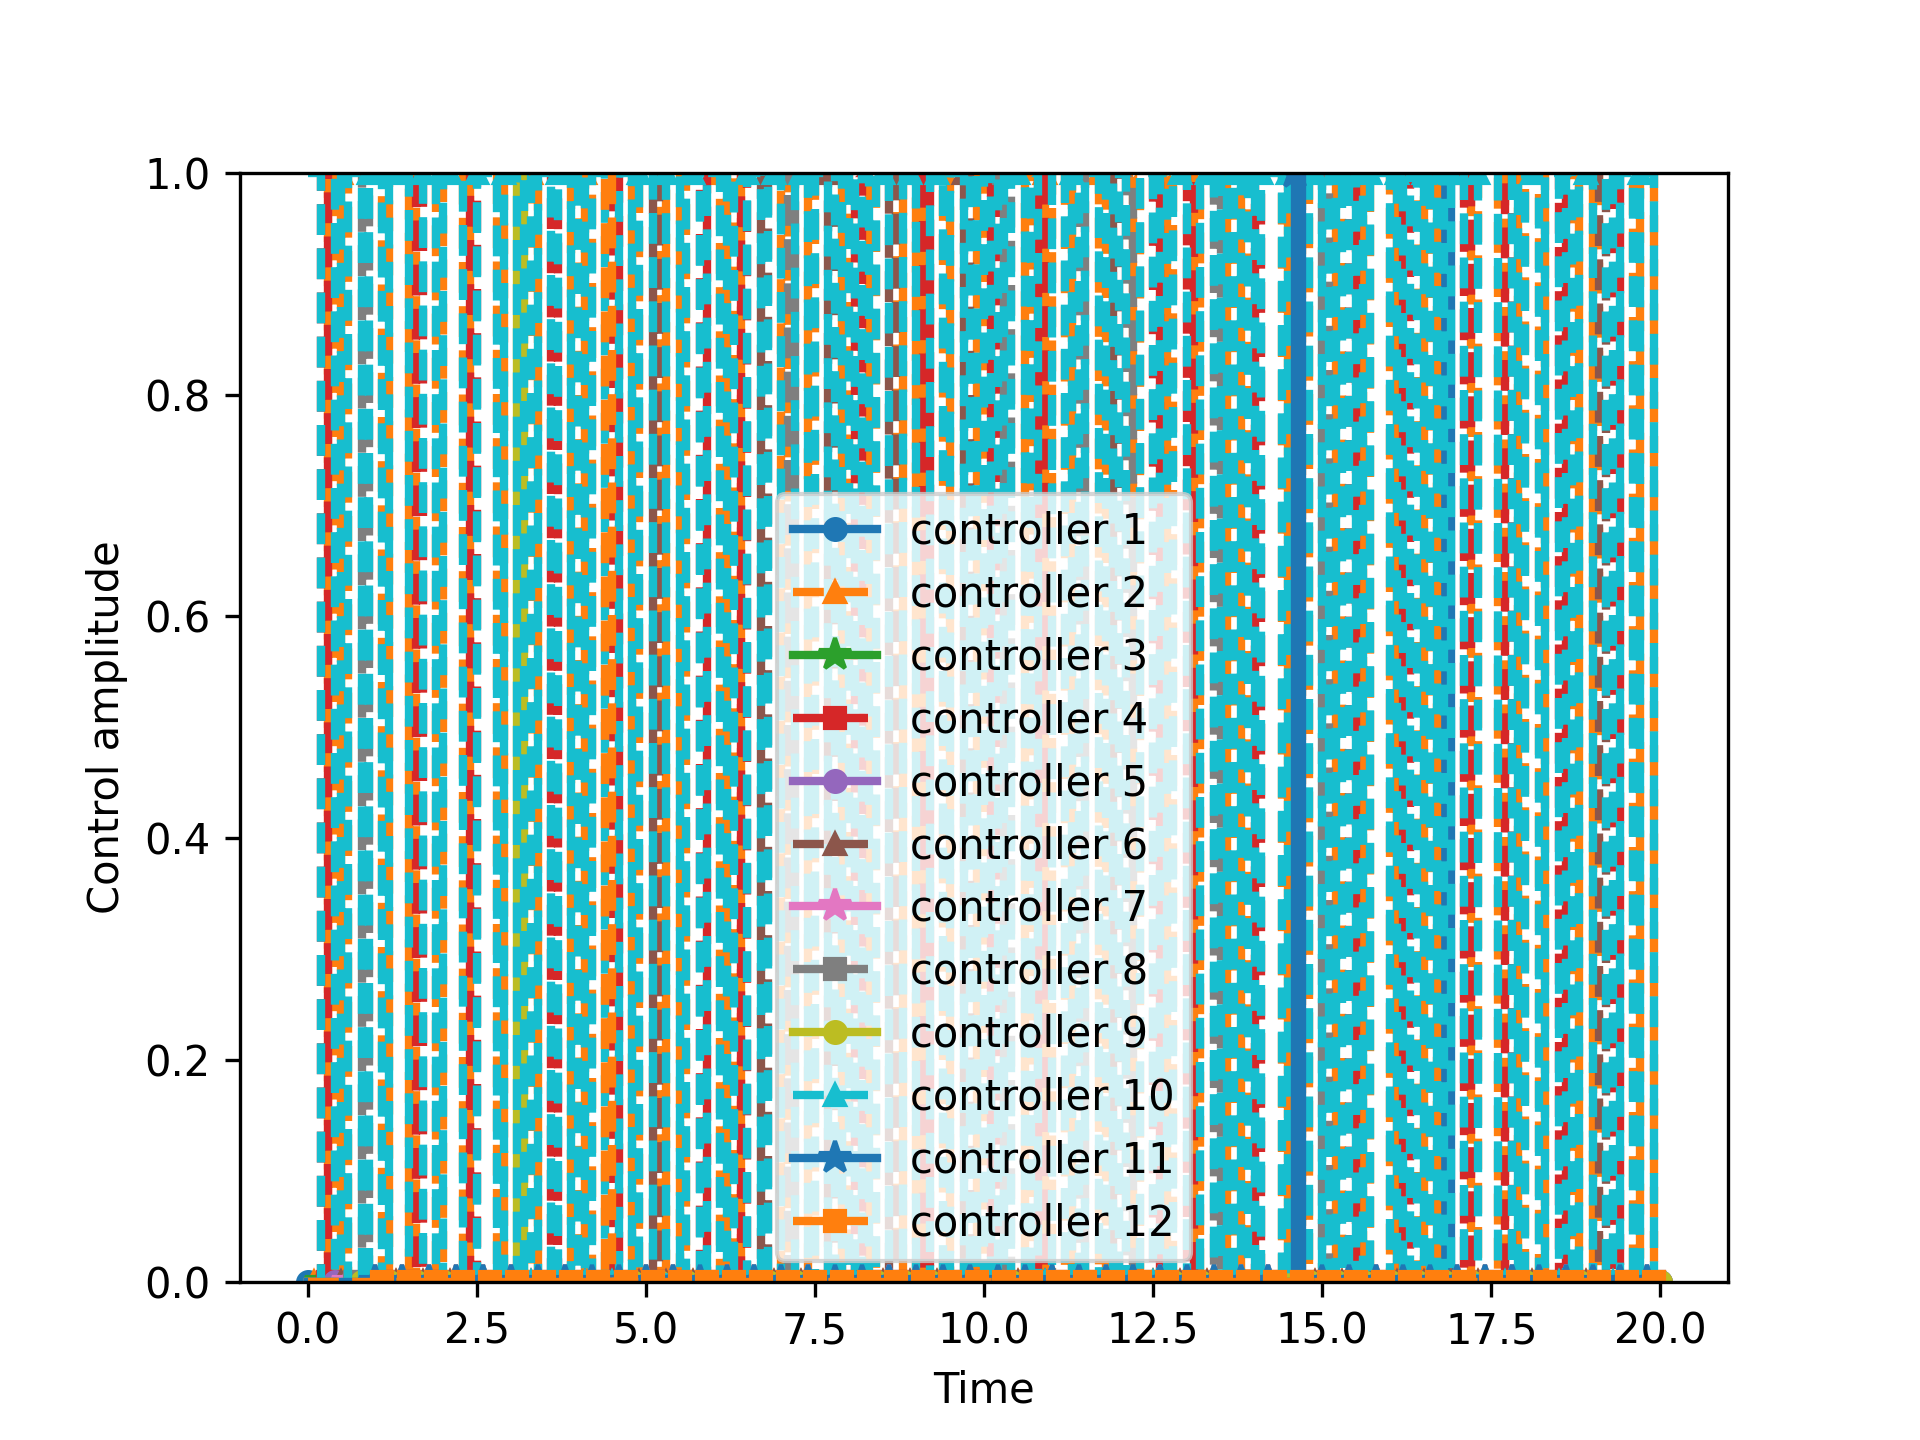 1.0
0.8
0.6
0.4
0.2
0.0
Control amplitude
controller 1
controller 2
controller 3
controller 4
controller 5
controller 6
controller 7
controller 8
controller 9
controller 10
controller 11
controller 12
0.0 2.5 5.0 7.5 10.0 12.5 15.0 17.5 20.0
Time